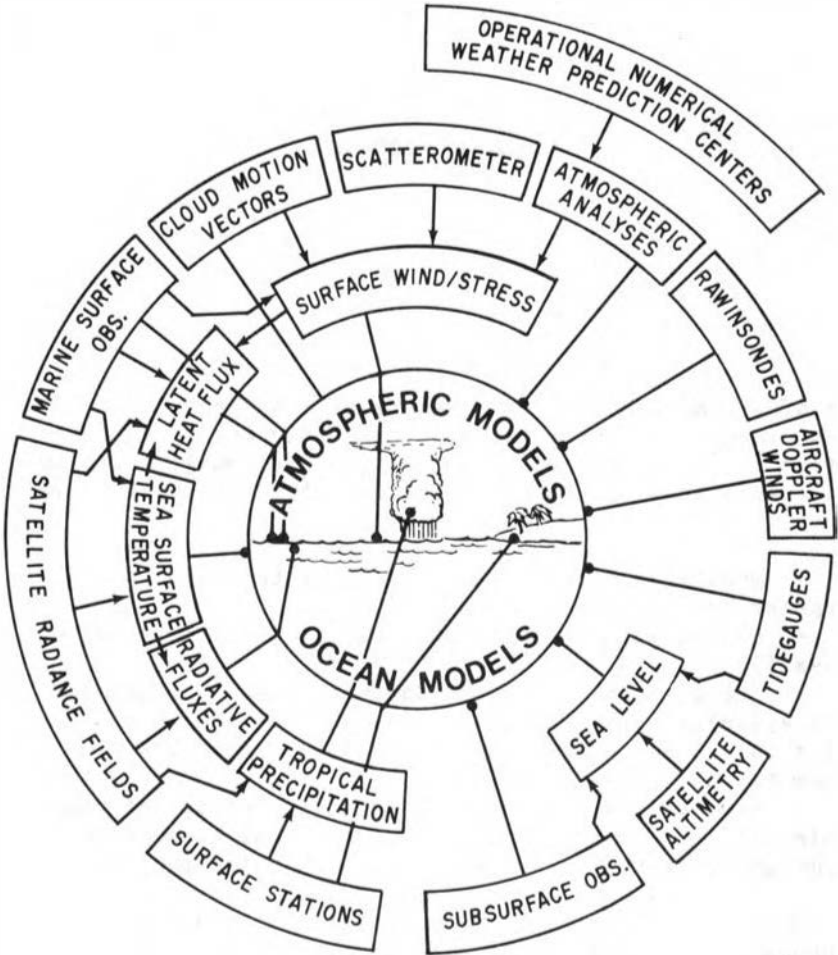 OPERATIONAL NUMERICAL
WEATHER PREDICTION CENTERS
CLOUD MOTION
VECTORS
SCATTEROMETER
ATMOSPHERIC
ANALYSES
SURFACE WIND/STRESS
RAWINSONDES
MARINE SURFACE
OBS.
LATENT
HEAT FLUX
ATMOSPHERIC MODELS
AIRCRAFT
DOPPLER
WINDS
SATELLITE RADIANCE FIELDS
SEA SURFACE
TEMPERATURE
OCEAN MODELS
TIDEGAUGES
RADIATIVE
FLUXES
SEA LEVEL
TROPICAL
PRECIPITATION
SATELLITE
ALTIMETRY
SURFACE STATIONS
SUBSURFACE OBS.